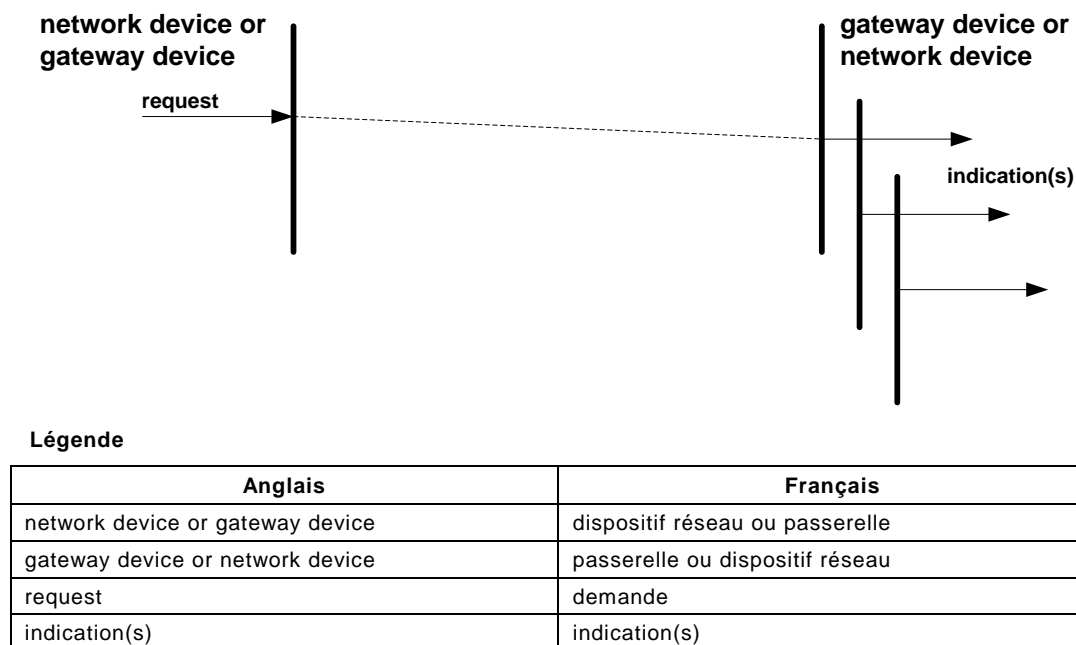 network device or
gateway device
gateway device or
network device
request
indication(s)
Légende
Anglais Français
network device or gateway device dispositif réseau ou passerelle
gateway device or network device passerelle ou dispositif réseau
request demande
indication(s) indication(s)